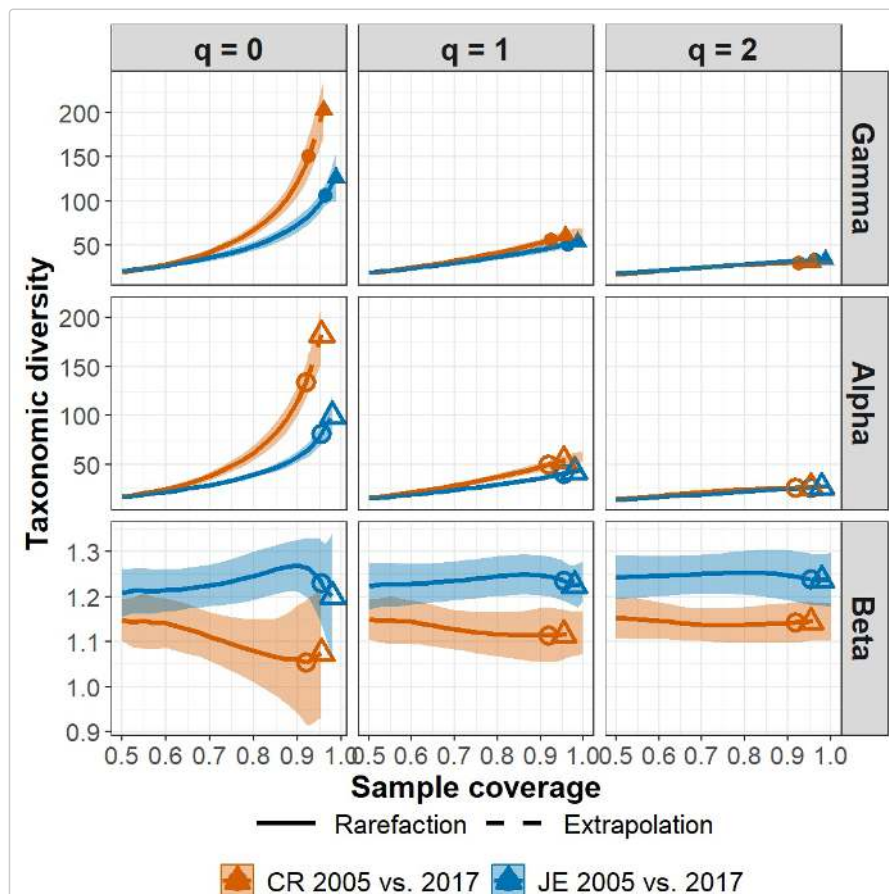 q = 0 q = 1 q = 2
Taxonomic diversity
200
150
100
50
Gamma
200
150
100
50
Alpha
1.3
1.2
1.1
1.0
0.9
Beta
0.5 0.6 0.7 0.8 0.9 1.0 0.5 0.6 0.7 0.8 0.9 1.0 0.5 0.6 0.7 0.8 0.9 1.0
Sample coverage
Rarefaction Extrapolation
CR 2005 vs. 2017 JE 2005 vs. 2017